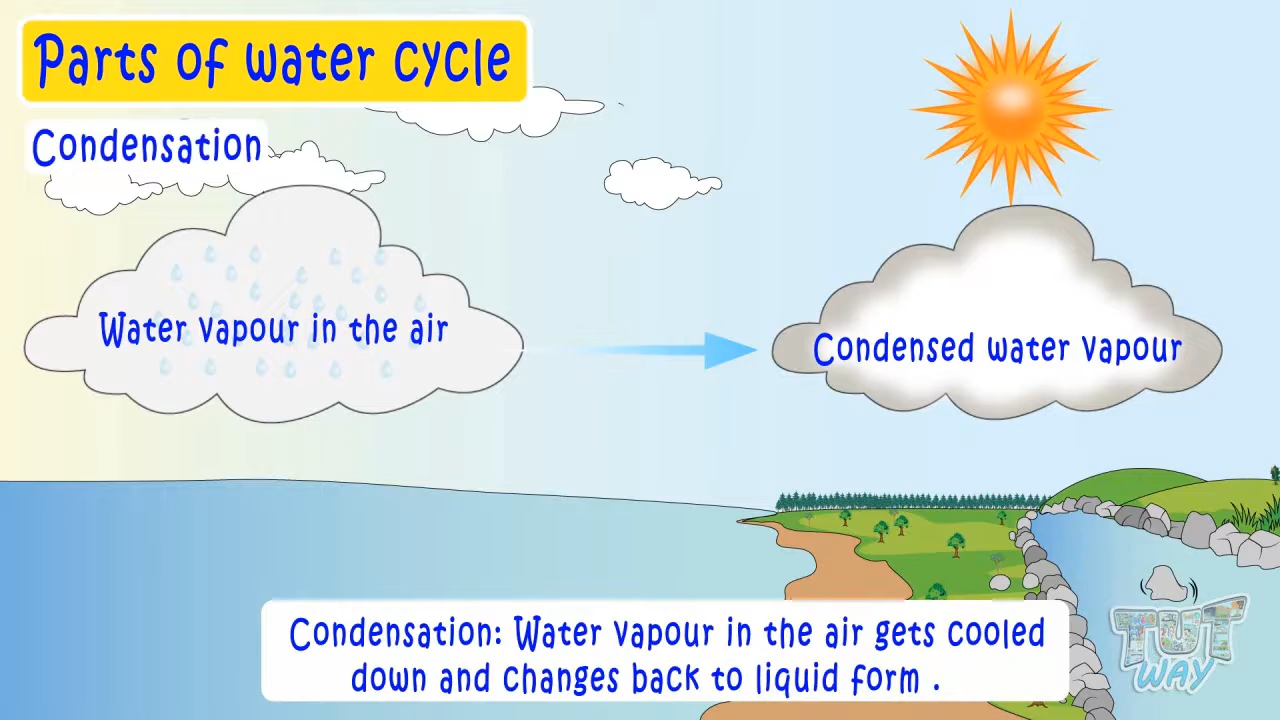 Parts of water cycle
Condensation
Water vapour in the air
Condensed water vapour
Condensation: Water vapour in the air gets cooled
down and changes back to liquid form .
TUT
WAY